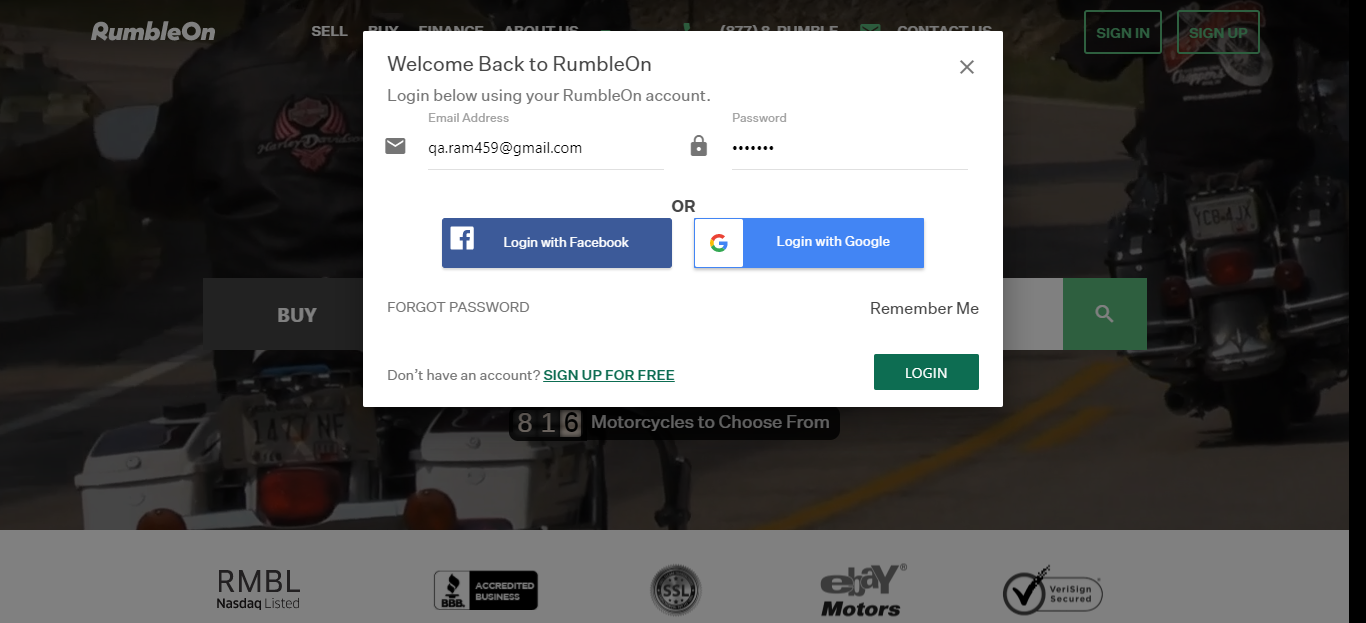 RumbleOn
SELL BUY FINANCE ABOUT US (877) 8-RUMBLE CONTACT US SIGN IN SIGN UP
Welcome Back to RumbleOn
Login below using your RumbleOn account.
Email Address Password
qa.ram459@gmail.com •••••••
OR
Login with Facebook Login with Google
FORGOT PASSWORD Remember Me
BUY
Don't have an account? SIGN UP FOR FREE LOGIN
816 Motorcycles to Choose From
Harley-Davidson
RMBL
Nasdaq Listed
BBB. ACCREDITED
BUSINESS
SSL
ebay®
Motors
VeriSign
Secured